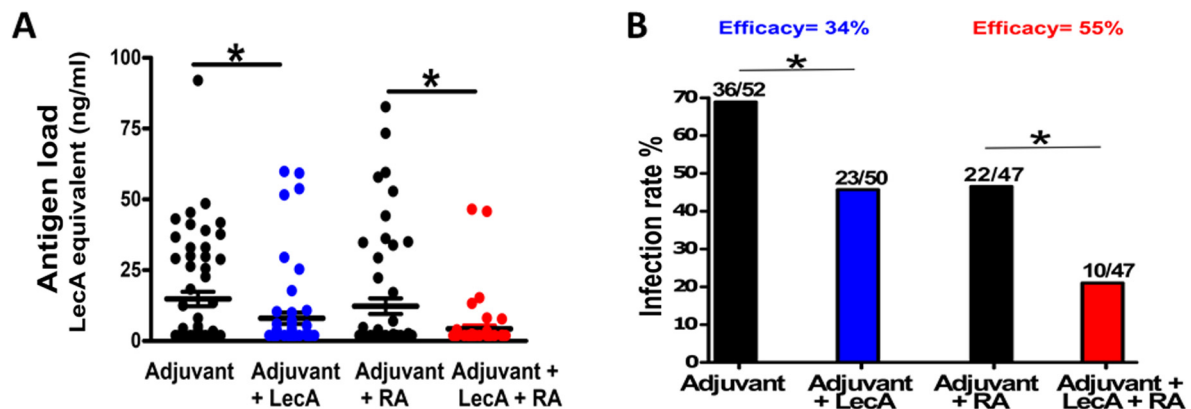 A
Antigen load
LecA equivalent (ng/ml)
100
75
50
25
0
*
*
Adjuvant
Adjuvant
+ LecA
Adjuvant
+ RA
Adjuvant +
LecA + RA
B
Efficacy= 34%
Efficacy= 55%
Infection rate %
70
60
50
40
30
20
10
0
*
*
36/52
23/50
22/47
10/47
Adjuvant
Adjuvant
+ LecA
Adjuvant
+ RA
Adjuvant +
LecA + RA